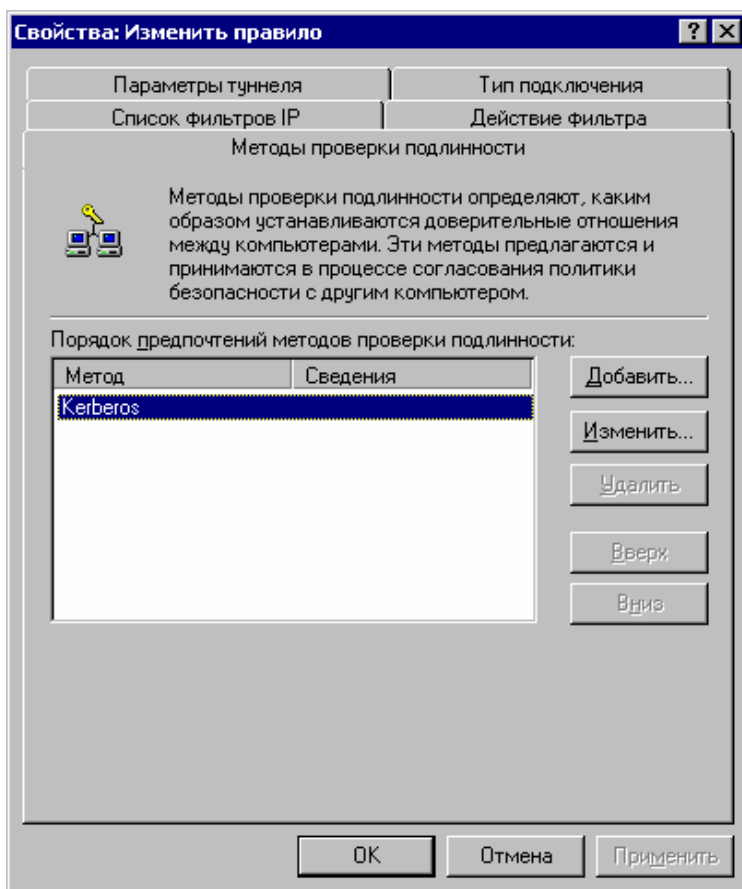 Свойства: Изменить правило
Параметры туннеля
Тип подключения
Список фильтров IP
Действие фильтра
Методы проверки подлинности
Методы проверки подлинности определяют, каким
образом устанавливаются доверительные отношения
между компьютерами. Эти методы предлагаются и
принимаются в процессе согласования политики
безопасности с другим компьютером.
Порядок предпочтений методов проверки подлинности:
Метод
Сведения
Kerberos
Добавить...
Изменить...
Удалить
Вверх
Вниз
OK
Отмена
Применить